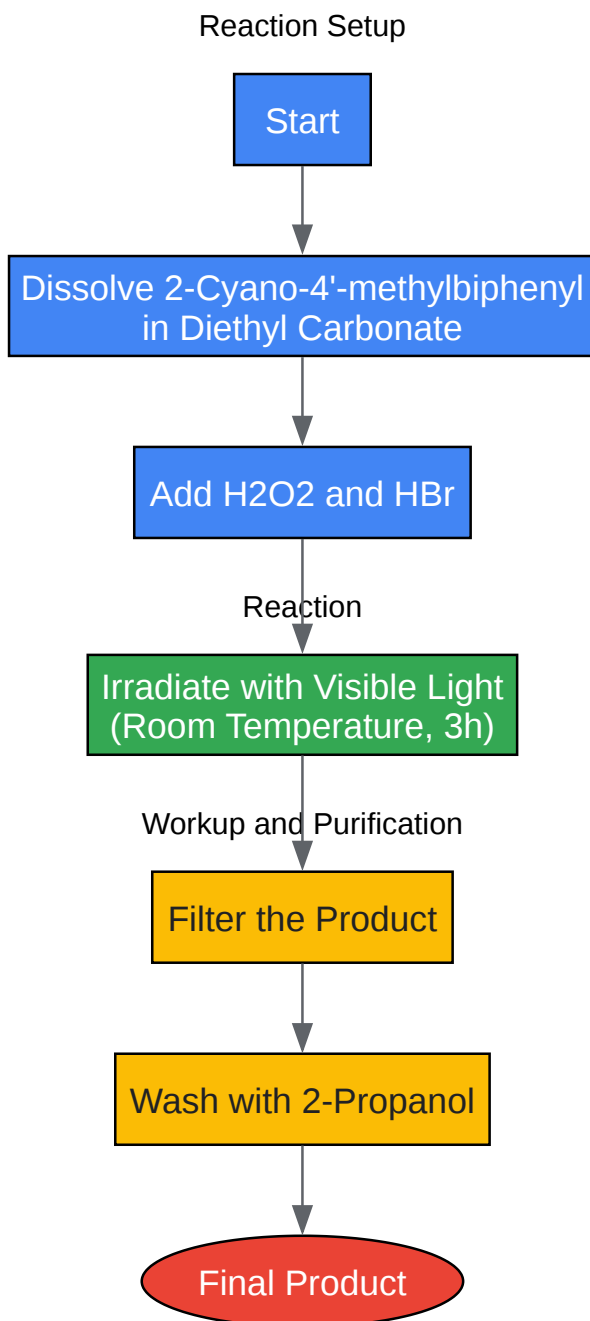 Reaction Setup
Start
Dissolve 2-Cyano-4'-methylbiphenyl
in Diethyl Carbonate
Add H2O2 and HBr
Reaction
Irradiate with Visible Light
(Room Temperature, 3h)
Workup and Purification
Filter the Product
Wash with 2-Propanol
Final Product